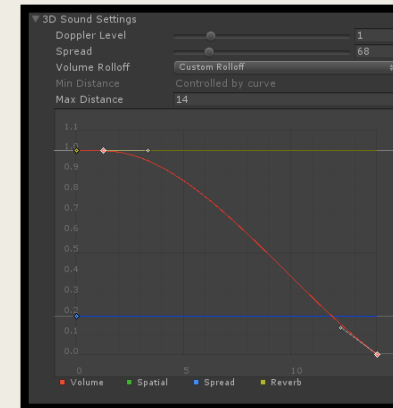 3D Sound Settings
Doppler Level 1
Spread 68
Volume Rolloff Custom Rolloff
Min Distance Controlled by curve
Max Distance 14
1.1
1.0
0.9
0.8
0.7
0.6
0.5
0.4
0.3
0.2
0.1
0.0
0 5 10
Volume Spatial Spread Reverb